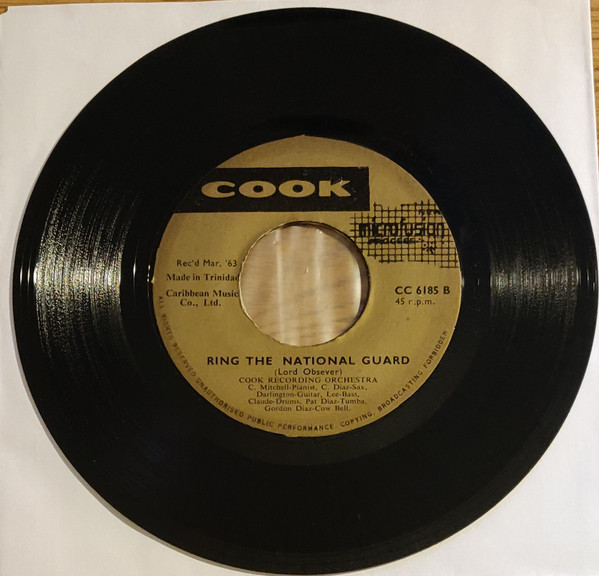 COOK
microfusion
PROCESS
Rec'd Mar. '63
Made in Trinidad
Caribbean Music
Co., Ltd.
CC 6185 B
45 r.p.m.
RING THE NATIONAL GUARD
(Lord Obsever)
COOK RECORDING ORCHESTRA
C. Mitchell-Pianist, C. Diaz-Sax,
Darlington-Guitar, Lee-Bass,
Claude-Drums, Pat Diaz-Tumba,
Gordon Diaz-Cow Bell.
ALL RIGHTS RESERVED UNAUTHORISED PUBLIC PERFORMANCE COPYING, BROADCASTING FORBIDDEN